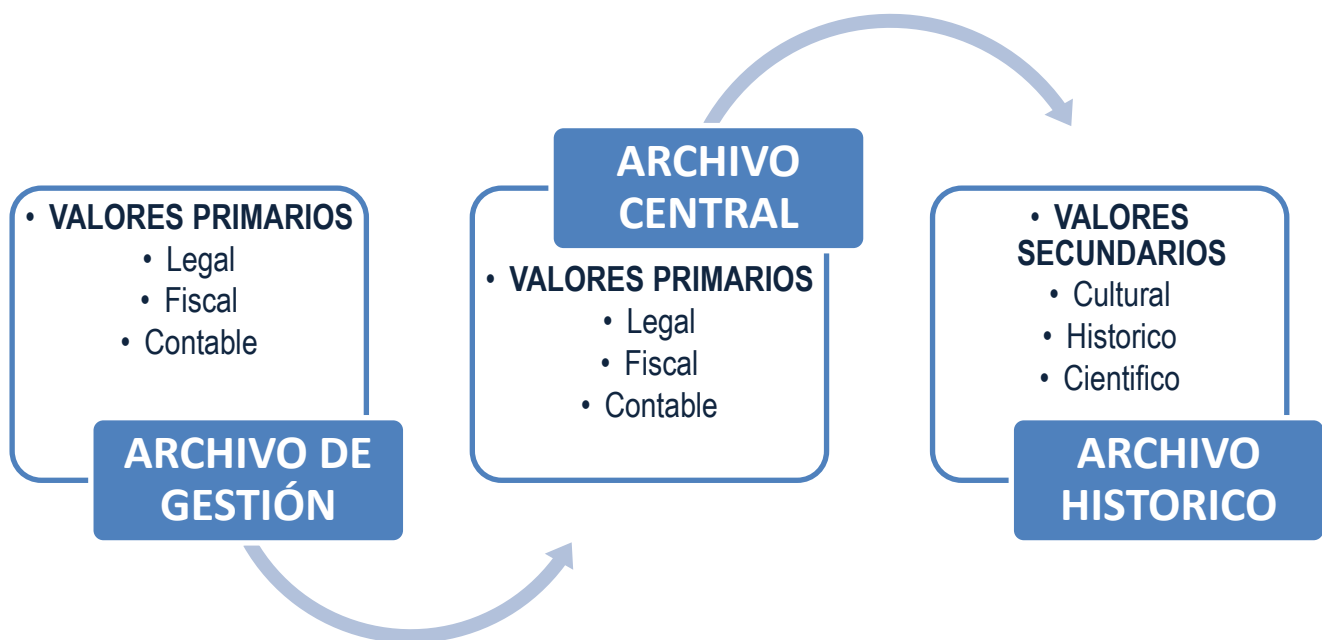 • VALORES PRIMARIOS
• Legal
• Fiscal
• Contable
ARCHIVO DE
GESTIÓN
ARCHIVO
CENTRAL
• VALORES PRIMARIOS
• Legal
• Fiscal
• Contable
• VALORES
SECUNDARIOS
• Cultural
• Historico
• Cientifico
ARCHIVO
HISTORICO